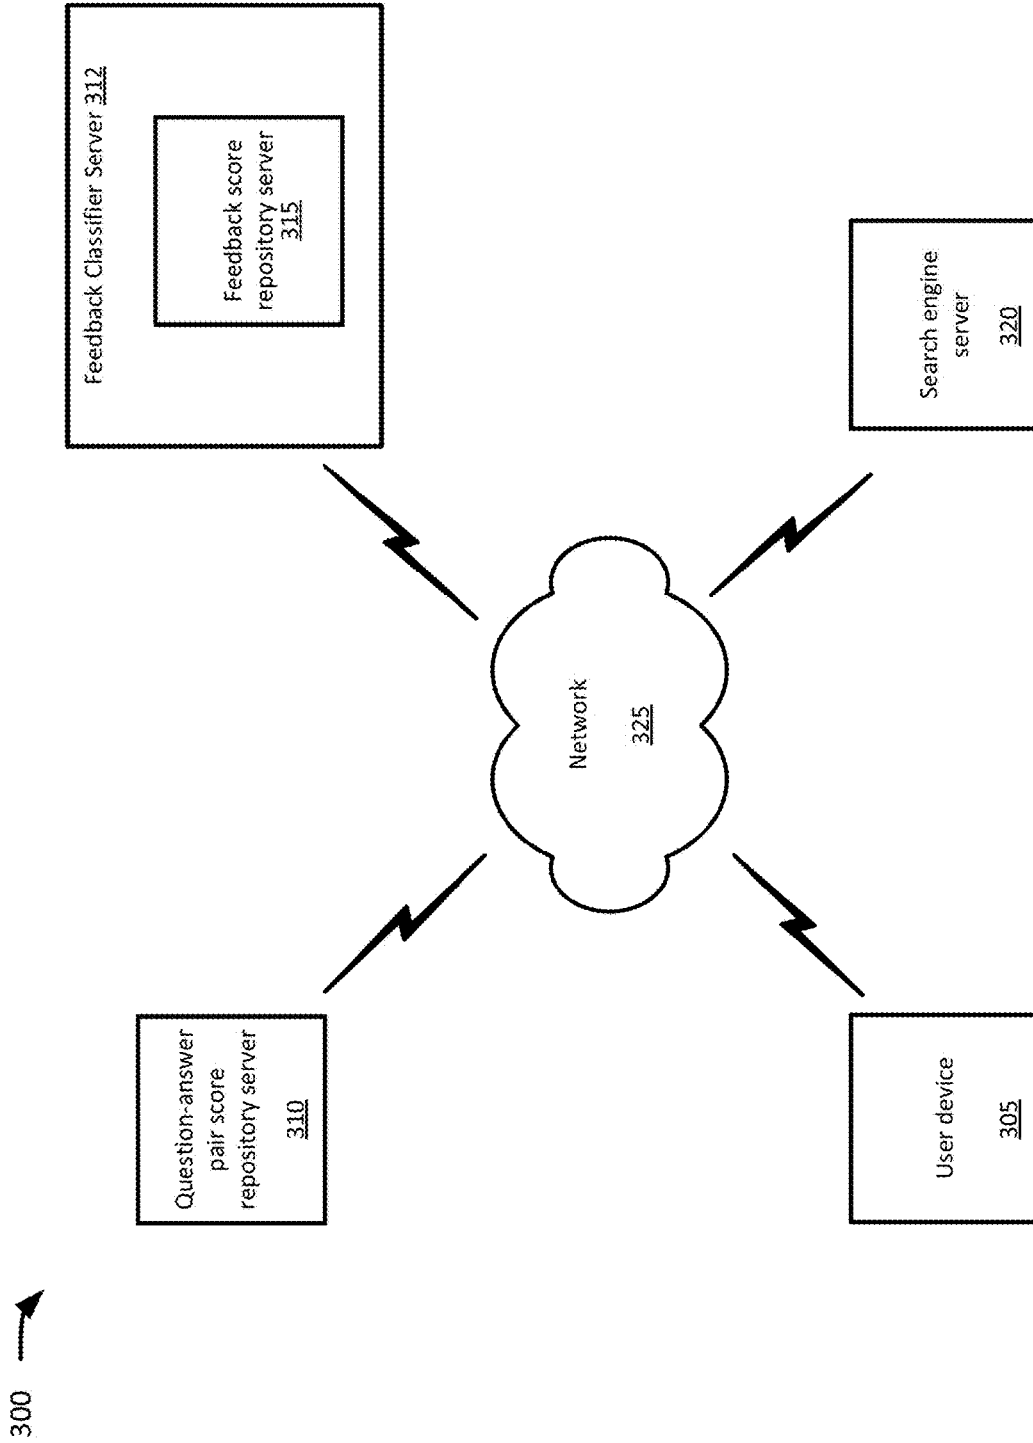 300
Question-answer
pair score
repository server
310
Feedback Classifier Server 312
Feedback score
repository server
315
Network
325
User device
305
Search engine
server
320